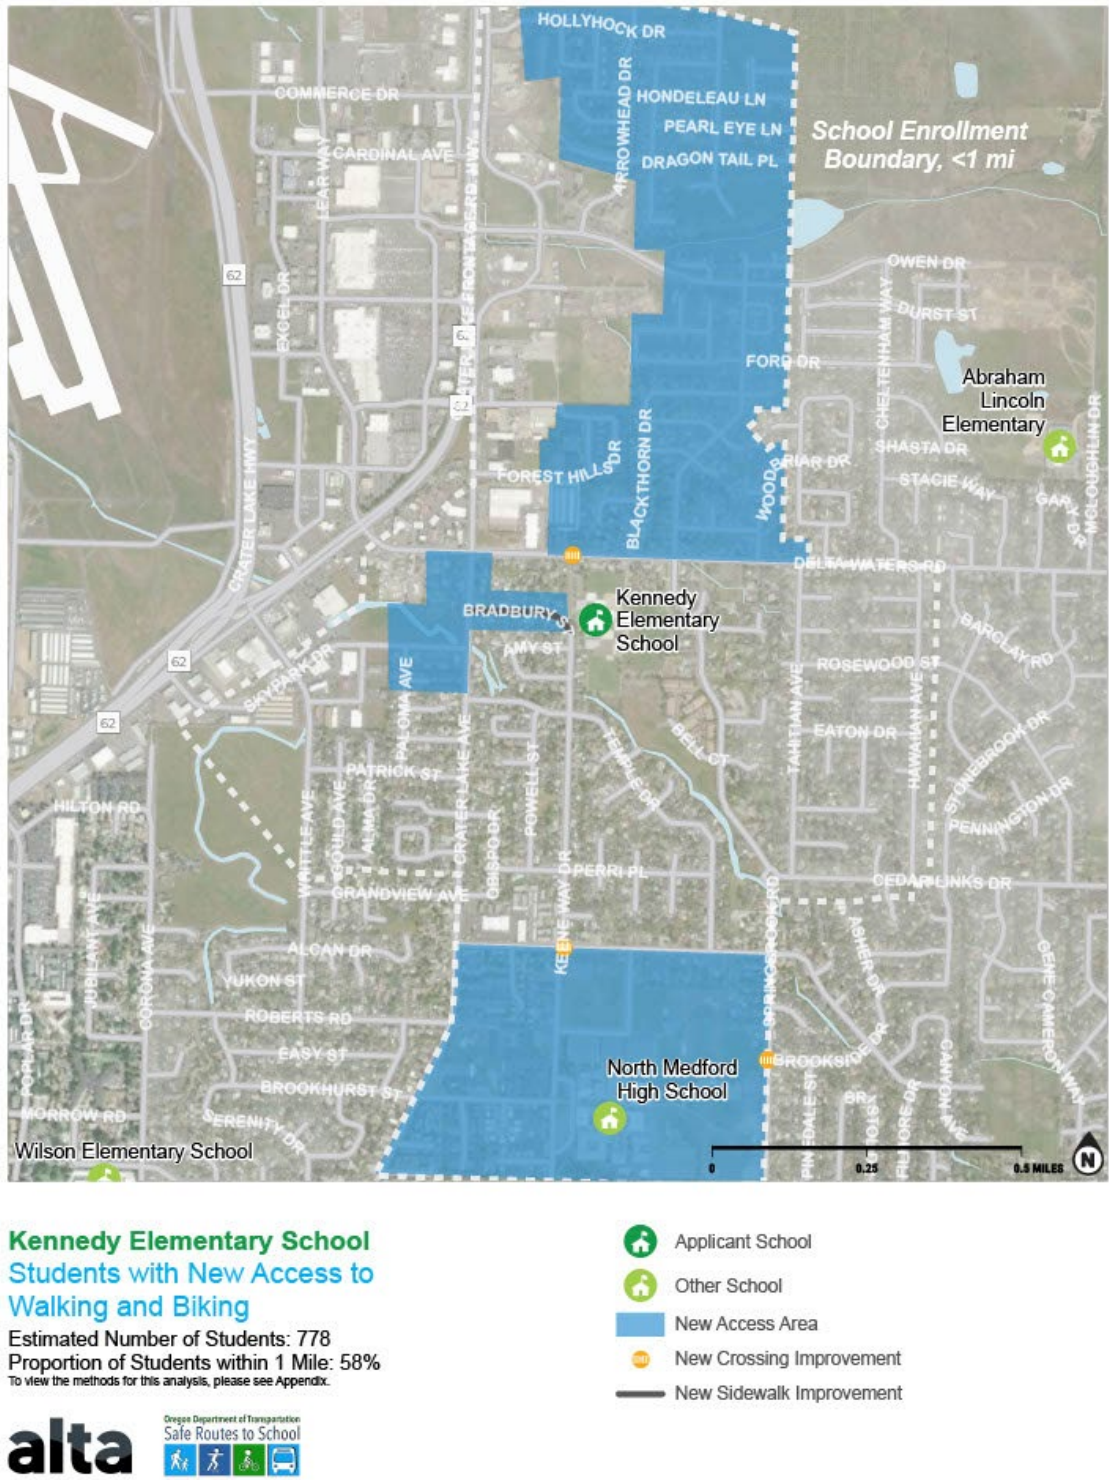 HOLLYHOCK DR
COMMERCE DR
ARROWHEAD DR
HONDELEAU LN
PEARL EYE LN
School Enrollment
Boundary, <1 mi
CARDINAL AVE
LEAR WAY
DRAGON TAIL PL
OWEN DR
62
EXCEL DR
DURST ST
CHELTENHAM WAY
FORD DR
Abraham
Lincoln
Elementary
MCLOUGHLIN DR
62
FOREST HILLS DR
BLACKTHORN DR
WOODBRIAR DR
SHASTA DR
STACIE WAY
GARY DR
CRATER LAKE HWY
DELTA WATERS RD
BRADBURY S
Kennedy
Elementary
School
AMY ST
BARCLAY RD
62
SKYPARK DR
PALOMA AVE
ROSEWOOD ST
TAHITIAN AVE
HAWAIIAN AVE
62
EATON DR
BELL CT
STONEBROOK DR
TEMPLE DR
PATRICK ST
POWELL ST
CRATER LAKE AVE
HILTON RD
WRITTLE AVE
GOULD AVE
ALMA DR
PENNINGTON DR
OBISPO DR
PERRI PL
KEENE WAY DR
CEDAR LINKS DR
GRANDVIEW AVE
JUBILANT AVE
CORONA AVE
ALCAN DR
SPRINGBROOK RD
ASHER DR
GENE CAMERON WAY
YUKON ST
ROBERTS RD
POPLAR DR
EASY ST
BROOKSIDE DR
North Medford
High School
BROOKHURST ST
CANYON AVE
MORROW RD
SERENITY DR
PINEDALE ST
BR
FILMORE DR
Wilson Elementary School
0
0.25
0.5 MILES
N
Kennedy Elementary School
Students with New Access to
Walking and Biking
Estimated Number of Students: 778
Proportion of Students within 1 Mile: 58%
To view the methods for this analysis, please see Appendix.
Applicant School
Other School
New Access Area
New Crossing Improvement
New Sidewalk Improvement
alta
Oregon Department of Transportation
Safe Routes to School